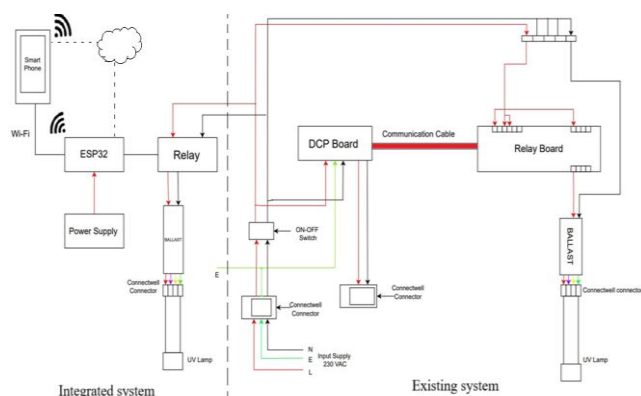 Smart
Phone
Wi-Fi
ESP32
Relay
Power Supply
BALLAST
Connectwell
Connector
UV Lamp
Integrated system
DCP Board
Communication Cable
Relay Board
ON-OFF
Switch
E
Connectwell
Connector
Connectwell
Connector
N
E
L
Input Supply
230 VAC
BALLAST
Connectwell connector
UV Lamp
Existing system